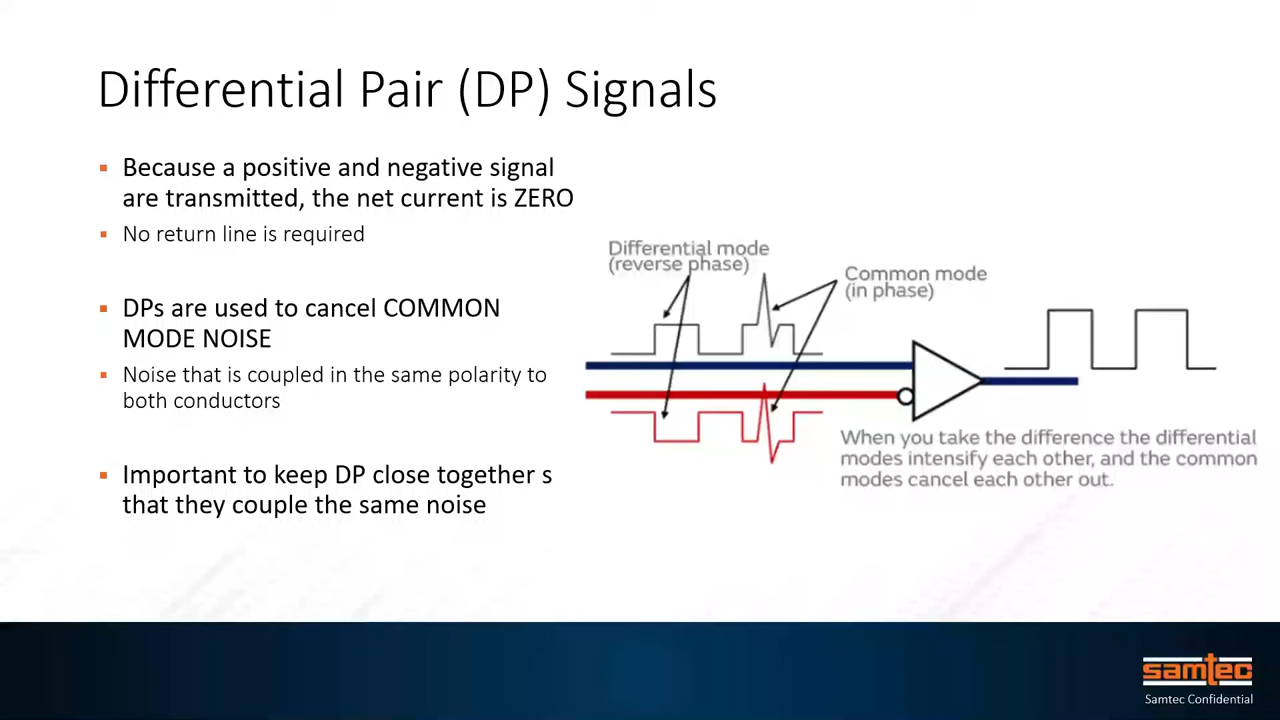 Differential Pair (DP) Signals
Because a positive and negative signal
are transmitted, the net current is ZERO
No return line is required
DPs are used to cancel COMMON
MODE NOISE
Noise that is coupled in the same polarity to
both conductors
Important to keep DP close together s
that they couple the same noise
Differential mode
(reverse phase)
Common mode
(in phase)
When you take the difference the differential
modes intensify each other, and the common
modes cancel each other out.
samtec
Samtec Confidential